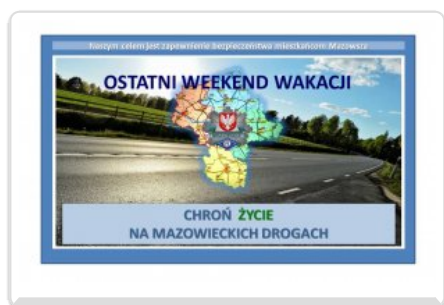 Naszym celem jest zapewnienie bezpieczeństwa mieszkańcom Mazowsza
OSTATNI WEEKEND WAKACJI
CHROŃ ŻYCIE
NA MAZOWIECKICH DROGACH